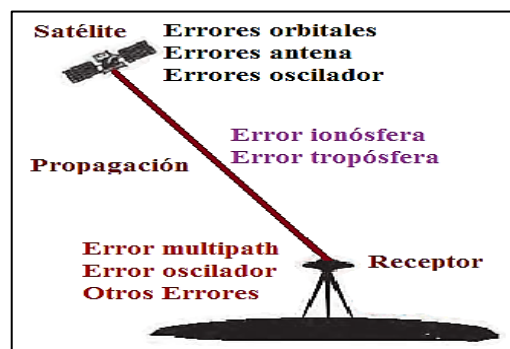 Satélite
Errores orbitales
Errores antena
Errores oscilador
Error ionósfera
Error tropósfera
Propagación
Error multipath
Error oscilador
Otros Errores
Receptor